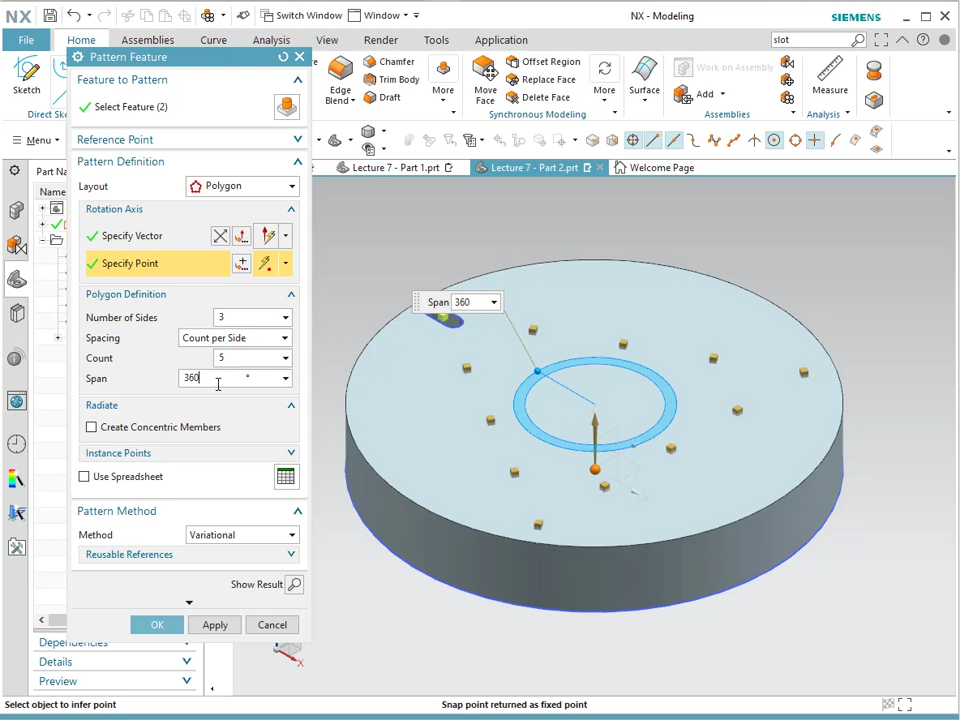 NX
Switch Window
Window
NX - Modeling
SIEMENS
File
Home
Assemblies
Curve
Analysis
View
Render
Tools
Application
slot
Sketch
Pattern Feature
Feature to Pattern
Select Feature (2)
Reference Point
Pattern Definition
Layout
Polygon
Rotation Axis
Specify Vector
Specify Point
Polygon Definition
Number of Sides
3
Spacing
Count per Side
Count
5
Span
360
°
Radiate
Create Concentric Members
Instance Points
Use Spreadsheet
Pattern Method
Method
Variational
Reusable References
Show Result
OK
Apply
Cancel
Edge
Blend
Chamfer
Trim Body
Draft
More
Move
Face
Offset Region
Replace Face
Delete Face
More
Synchronous Modeling
Surface
Work on Assembly
Add
Assemblies
Measure
Analysis
Menu
Lecture 7 - Part 1.prt
Lecture 7 - Part 2.prt
Welcome Page
Name
Span
360
X
Dependencies
Details
Preview
Select object to infer point
Snap point returned as fixed point